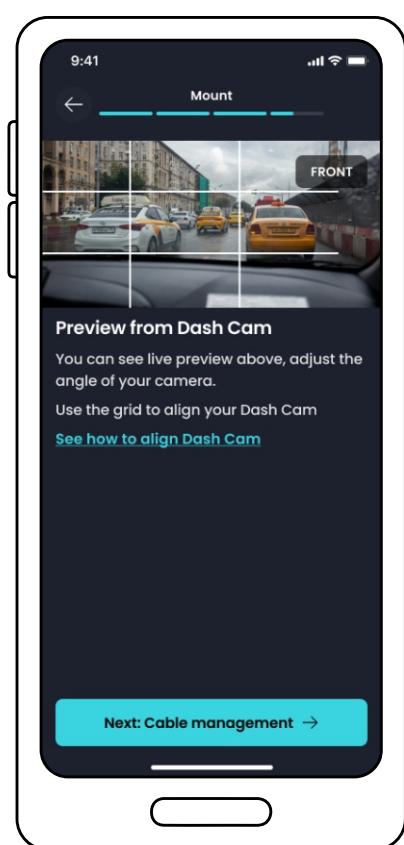 9:41
Mount
FRONT
Preview from Dash Cam
You can see live preview above, adjust the
angle of your camera.
Use the grid to align your Dash Cam
See how to align Dash Cam
Next: Cable management